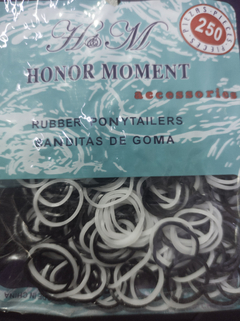 H&M
250
HONOR MOMENT
accessories
RUBBER PONYTAILERS
BANDITAS DE GOMA